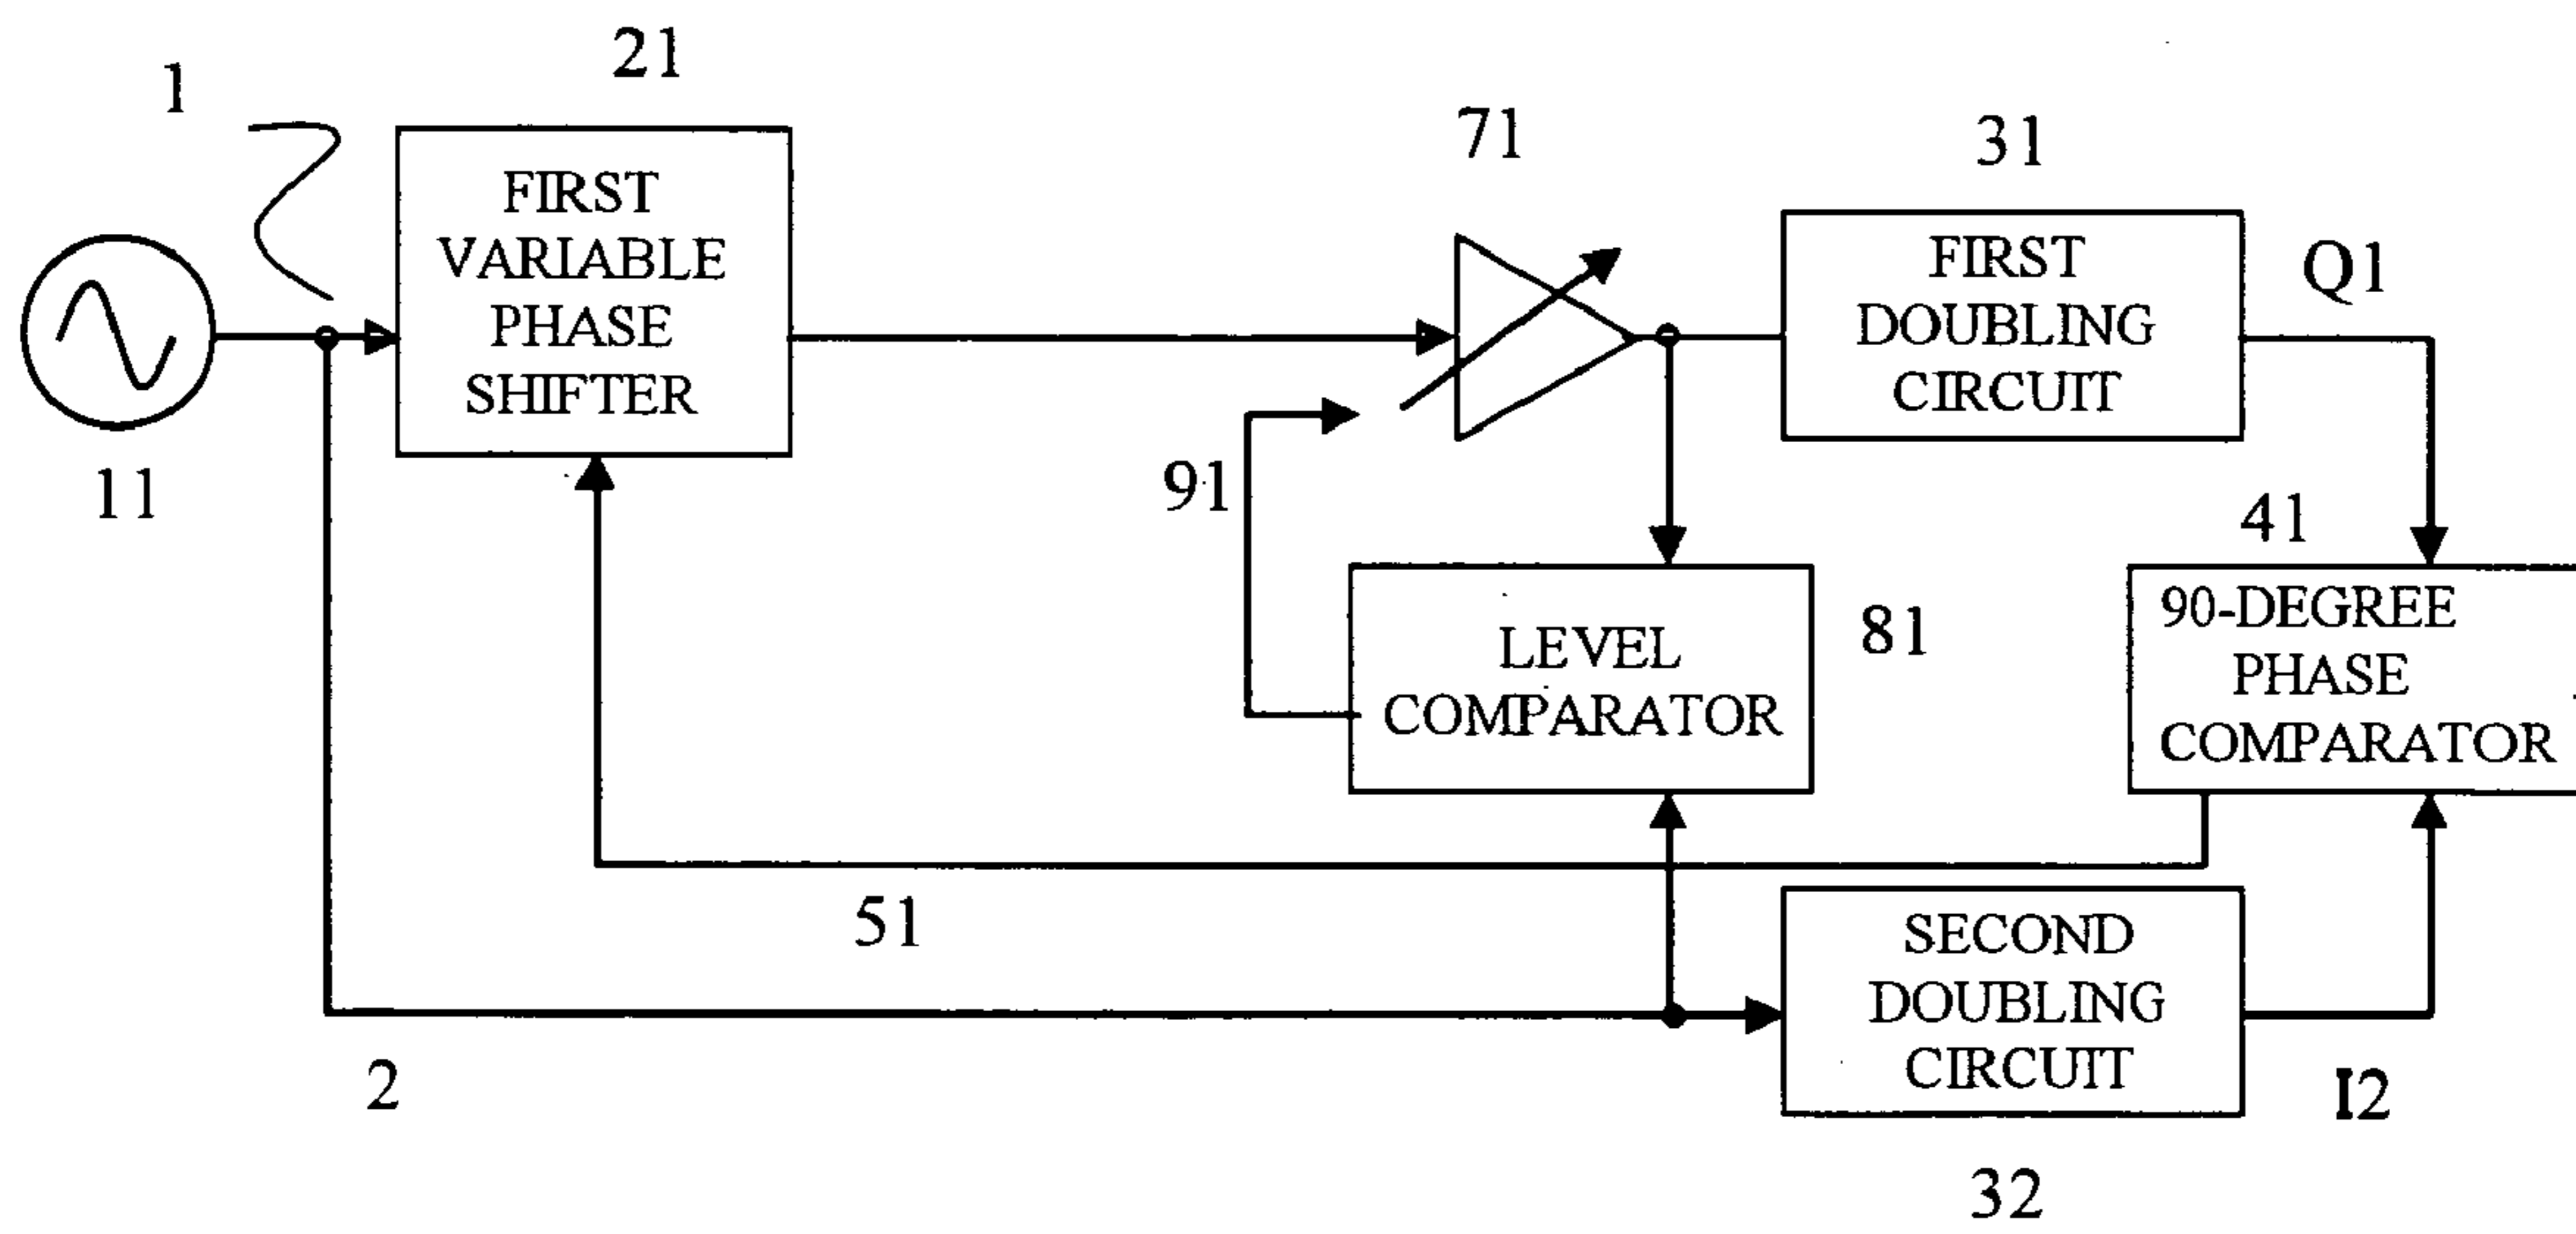 1
21
FIRST
VARIABLE
PHASE
SHIFTER
11
71
31
FIRST
DOUBLING
CIRCUIT
Q1
91
41
LEVEL
COMPARATOR
81
90-DEGREE
PHASE
COMPARATOR
51
2
SECOND
DOUBLING
CIRCUIT
I2
32